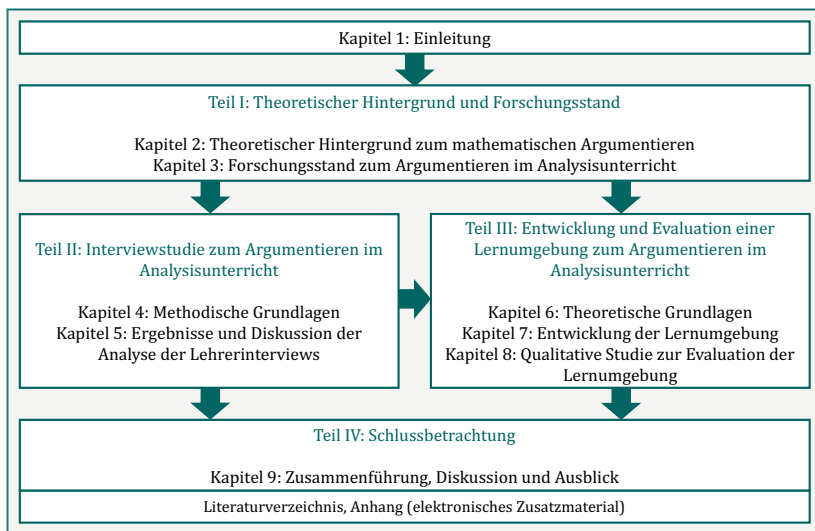 Kapitel 1: Einleitung
Teil I: Theoretischer Hintergrund und Forschungsstand
Kapitel 2: Theoretischer Hintergrund zum mathematischen Argumentieren
Kapitel 3: Forschungsstand zum Argumentieren im Analysisunterricht
Teil II: Interviewstudie zum Argumentieren im
Analysisunterricht
Kapitel 4: Methodische Grundlagen
Kapitel 5: Ergebnisse und Diskussion der
Analyse der Lehrerinterviews
Teil III: Entwicklung und Evaluation einer
Lernumgebung zum Argumentieren im
Analysisunterricht
Kapitel 6: Theoretische Grundlagen
Kapitel 7: Entwicklung der Lernumgebung
Kapitel 8: Qualitative Studie zur Evaluation der
Lernumgebung
Teil IV: Schlussbetrachtung
Kapitel 9: Zusammenführung, Diskussion und Ausblick
Literaturverzeichnis, Anhang (elektronisches Zusatzmaterial)